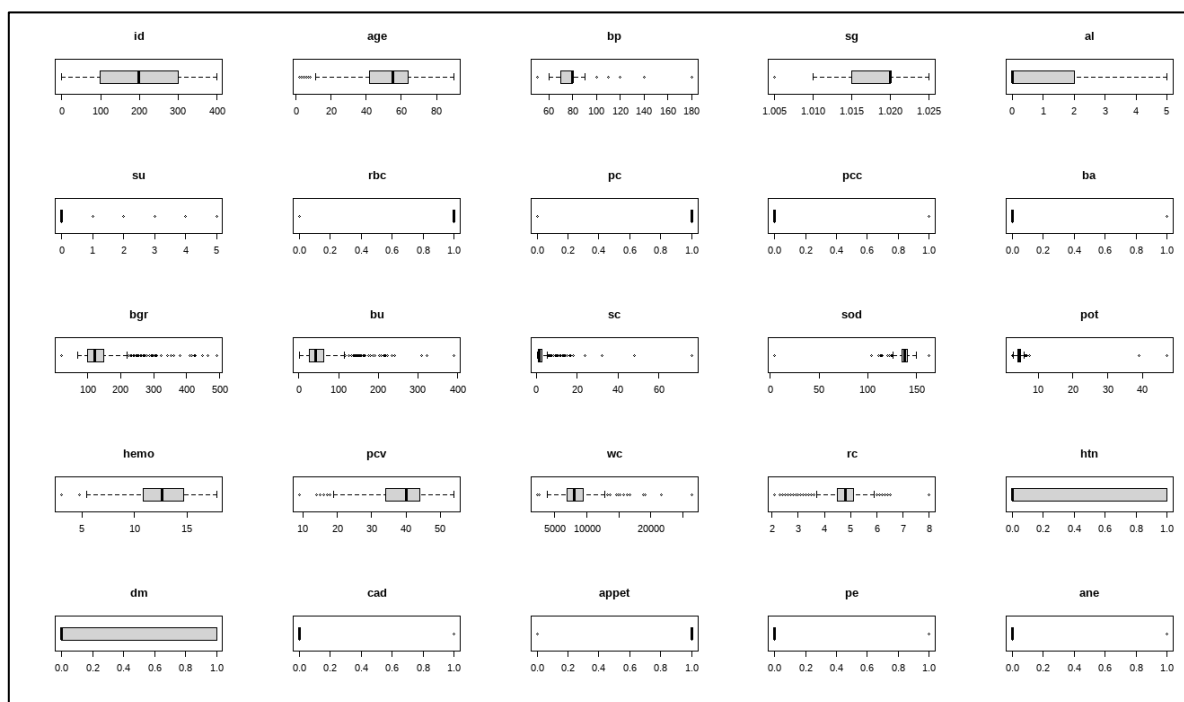 id age bp sg al
0 100 200 300 400 0 20 40 60 80 60 80 100 120 140 160 180 1.005 1.010 1.015 1.020 1.025 0 1 2 3 4 5
su rbc pc pcc ba
0 1 2 3 4 5 0.0 0.2 0.4 0.6 0.8 1.0 0.0 0.2 0.4 0.6 0.8 1.0 0.0 0.2 0.4 0.6 0.8 1.0 0.0 0.2 0.4 0.6 0.8 1.0
bgr bu sc sod pot
100 200 300 400 500 0 100 200 300 400 0 20 40 60 0 50 100 150 10 20 30 40
hemo pcv wc rc htn
5 10 15 10 20 30 40 50 5000 10000 20000 2 3 4 5 6 7 8 0.0 0.2 0.4 0.6 0.8 1.0
dm cad appet pe ane
0.0 0.2 0.4 0.6 0.8 1.0 0.0 0.2 0.4 0.6 0.8 1.0 0.0 0.2 0.4 0.6 0.8 1.0 0.0 0.2 0.4 0.6 0.8 1.0 0.0 0.2 0.4 0.6 0.8 1.0